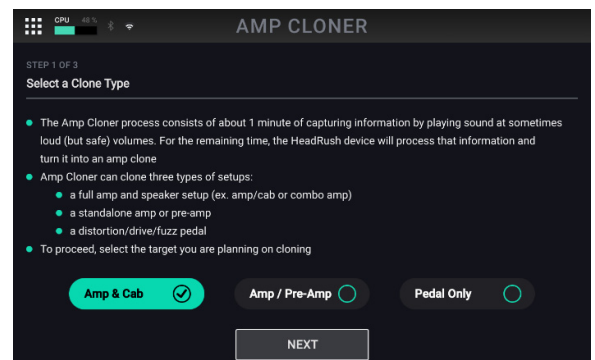 CPU 48%
AMP CLONER
STEP 1 OF 3
Select a Clone Type
The Amp Cloner process consists of about 1 minute of capturing information by playing sound at sometimes
loud (but safe) volumes. For the remaining time, the HeadRush device will process that information and
turn it into an amp clone
Amp Cloner can clone three types of setups:
a full amp and speaker setup (ex. amp/cab or combo amp)
a standalone amp or pre-amp
a distortion/drive/fuzz pedal
To proceed, select the target you are planning on cloning
Amp & Cab
Amp / Pre-Amp
Pedal Only
NEXT